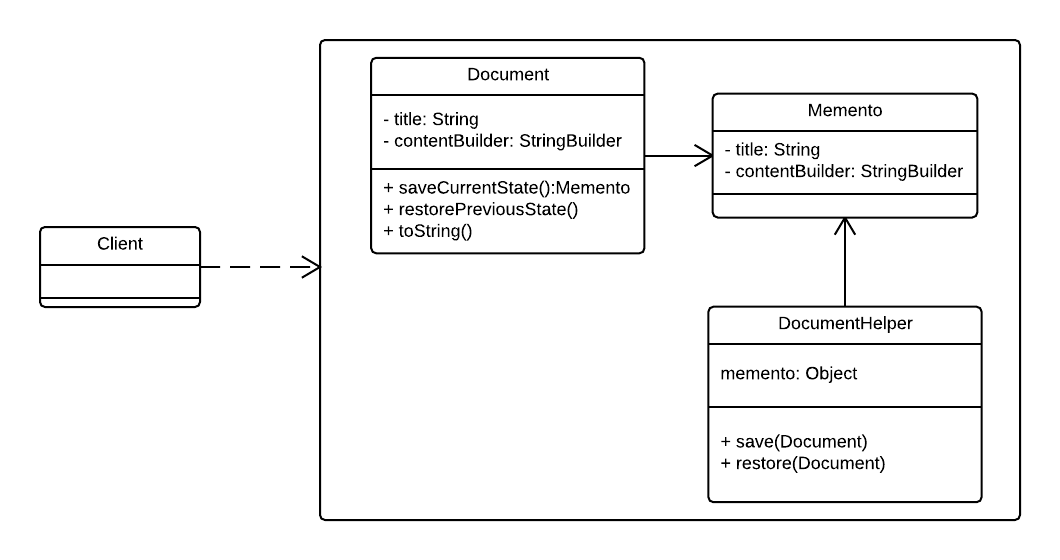 Document
- title: String
- contentBuilder: StringBuilder
+ saveCurrentState():Memento
+ restorePreviousState()
+ toString()
Memento
- title: String
- contentBuilder: StringBuilder
Client
DocumentHelper
memento: Object
+ save(Document)
+ restore(Document)